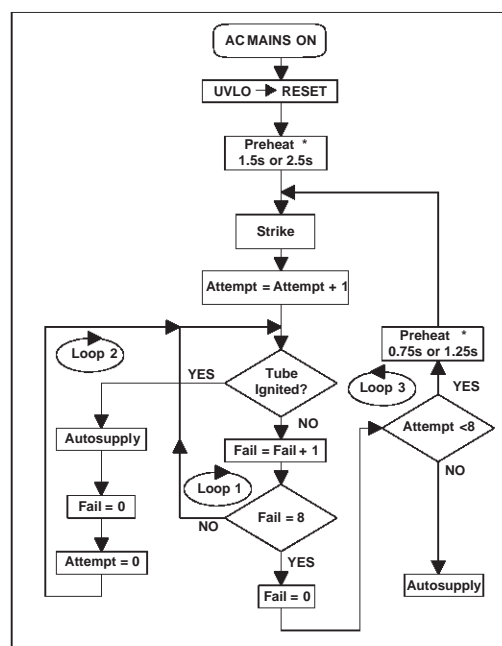 AC MAINS ON
UVLO → RESET
Preheat *
1.5s or 2.5s
Strike
Attempt = Attempt + 1
Loop 2
Tube
Ignited?
YES
NO
Autosupply
Fail = 0
Attempt = 0
Fail = Fail + 1
Loop 1
Fail = 8
NO
YES
Fail = 0
Preheat *
0.75s or 1.25s
Loop 3
YES
Attempt <8
NO
Autosupply